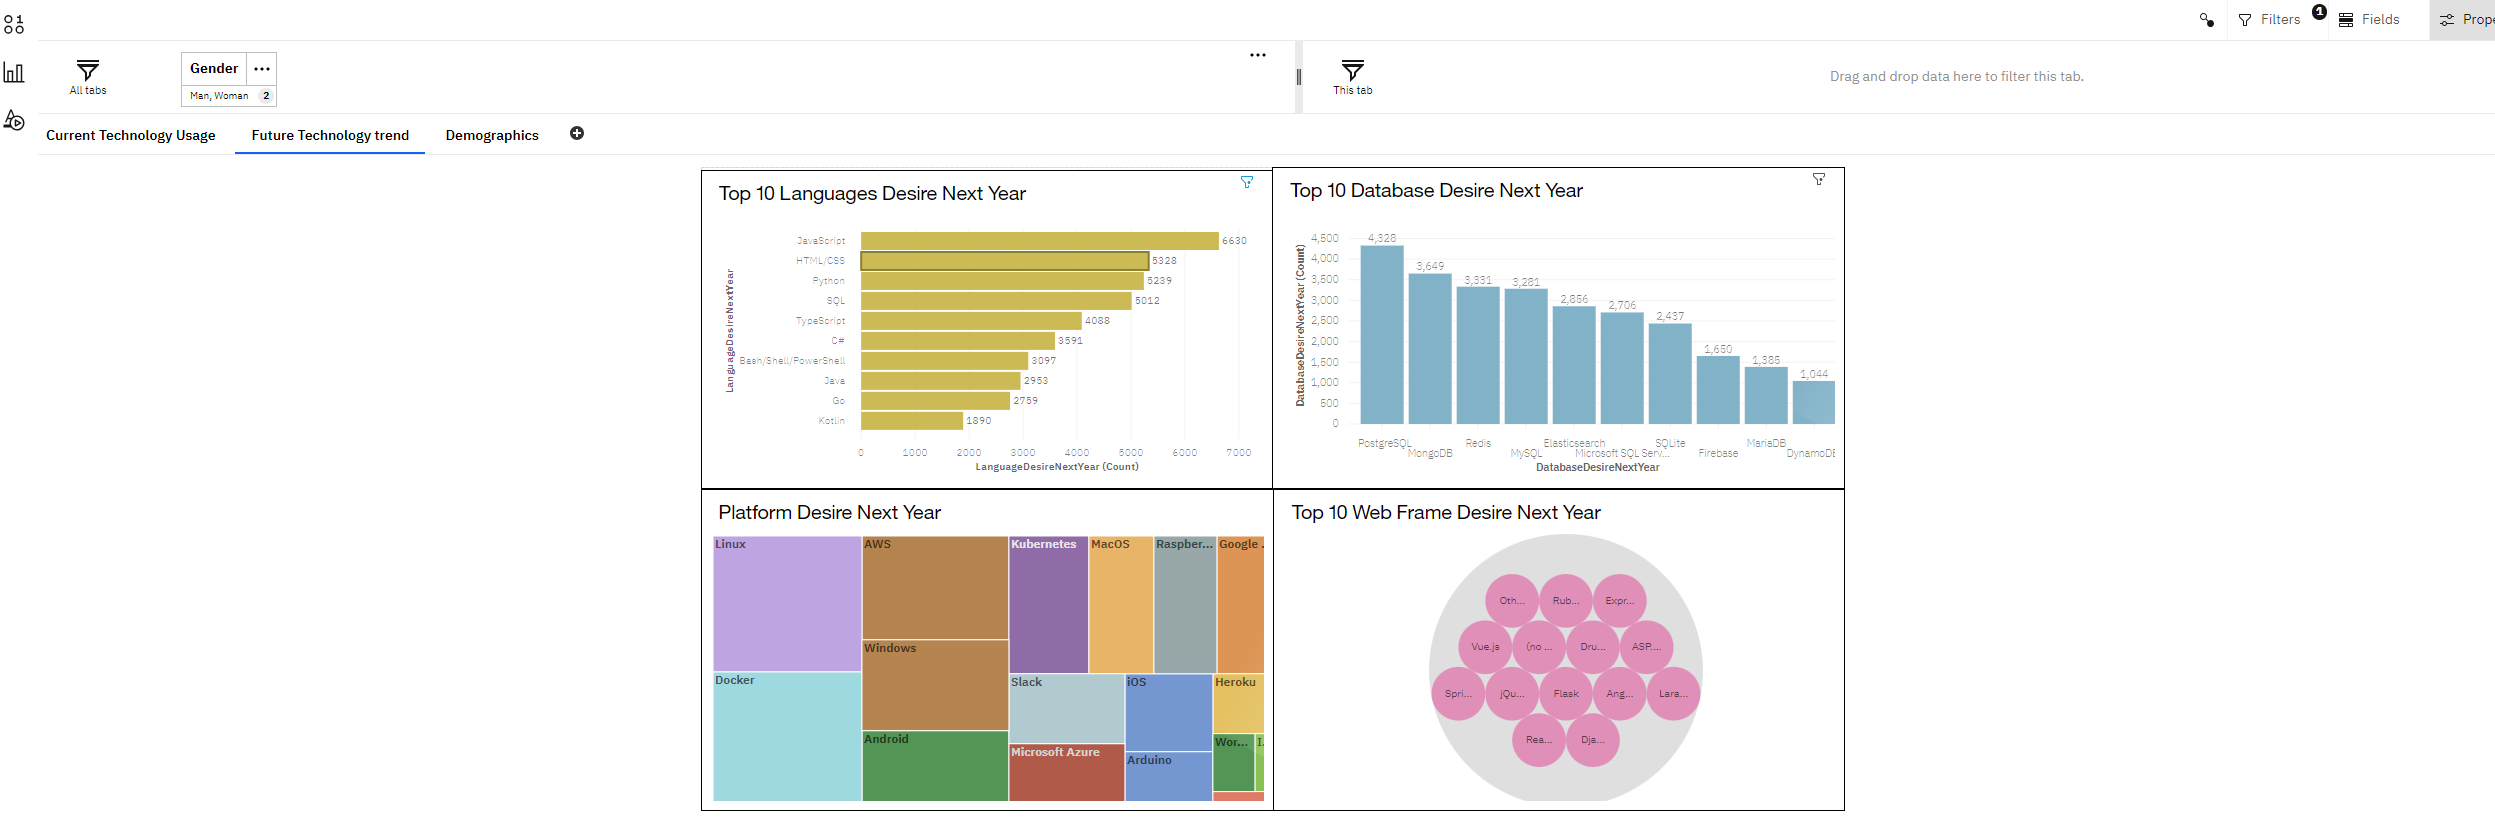 Filters
1
Fields
Prope
All tabs
Gender
Man, Woman 2
This tab
Drag and drop data here to filter this tab.
Current Technology Usage
Future Technology trend
Demographics
Top 10 Languages Desire Next Year
LanguageDesireNextYear
JavaScript 6630
HTML/CSS 5328
Python 5239
SQL 5012
TypeScript 4088
C# 3591
Bash/Shell/PowerShell 3097
Java 2953
Go 2759
Kotlin 1890
0 1000 2000 3000 4000 5000 6000 7000
LanguageDesireNextYear (Count)
Top 10 Database Desire Next Year
DatabaseDesireNextYear (Count)
4,500
4,000
3,500
3,000
2,500
2,000
1,500
1,000
500
0
4,328
3,649
3,331
3,281
2,856
2,706
2,437
1,650
1,385
1,044
PostgreSQL
MongoDB
Redis
MySQL
Elasticsearch
Microsoft SQL Serv...
SQLite
Firebase
MariaDB
DynamoDB
DatabaseDesireNextYear
Platform Desire Next Year
Linux
AWS
Kubernetes
MacOS
Raspber...
Google .
Windows
Docker
Slack
iOS
Heroku
Android
Microsoft Azure
Arduino
Wor...
I.
Top 10 Web Frame Desire Next Year
Oth...
Rub...
Expr...
Vue.js
(no ...
Dru...
ASP....
Spri...
jQu...
Flask
Ang...
Lara...
Rea...
Dja...